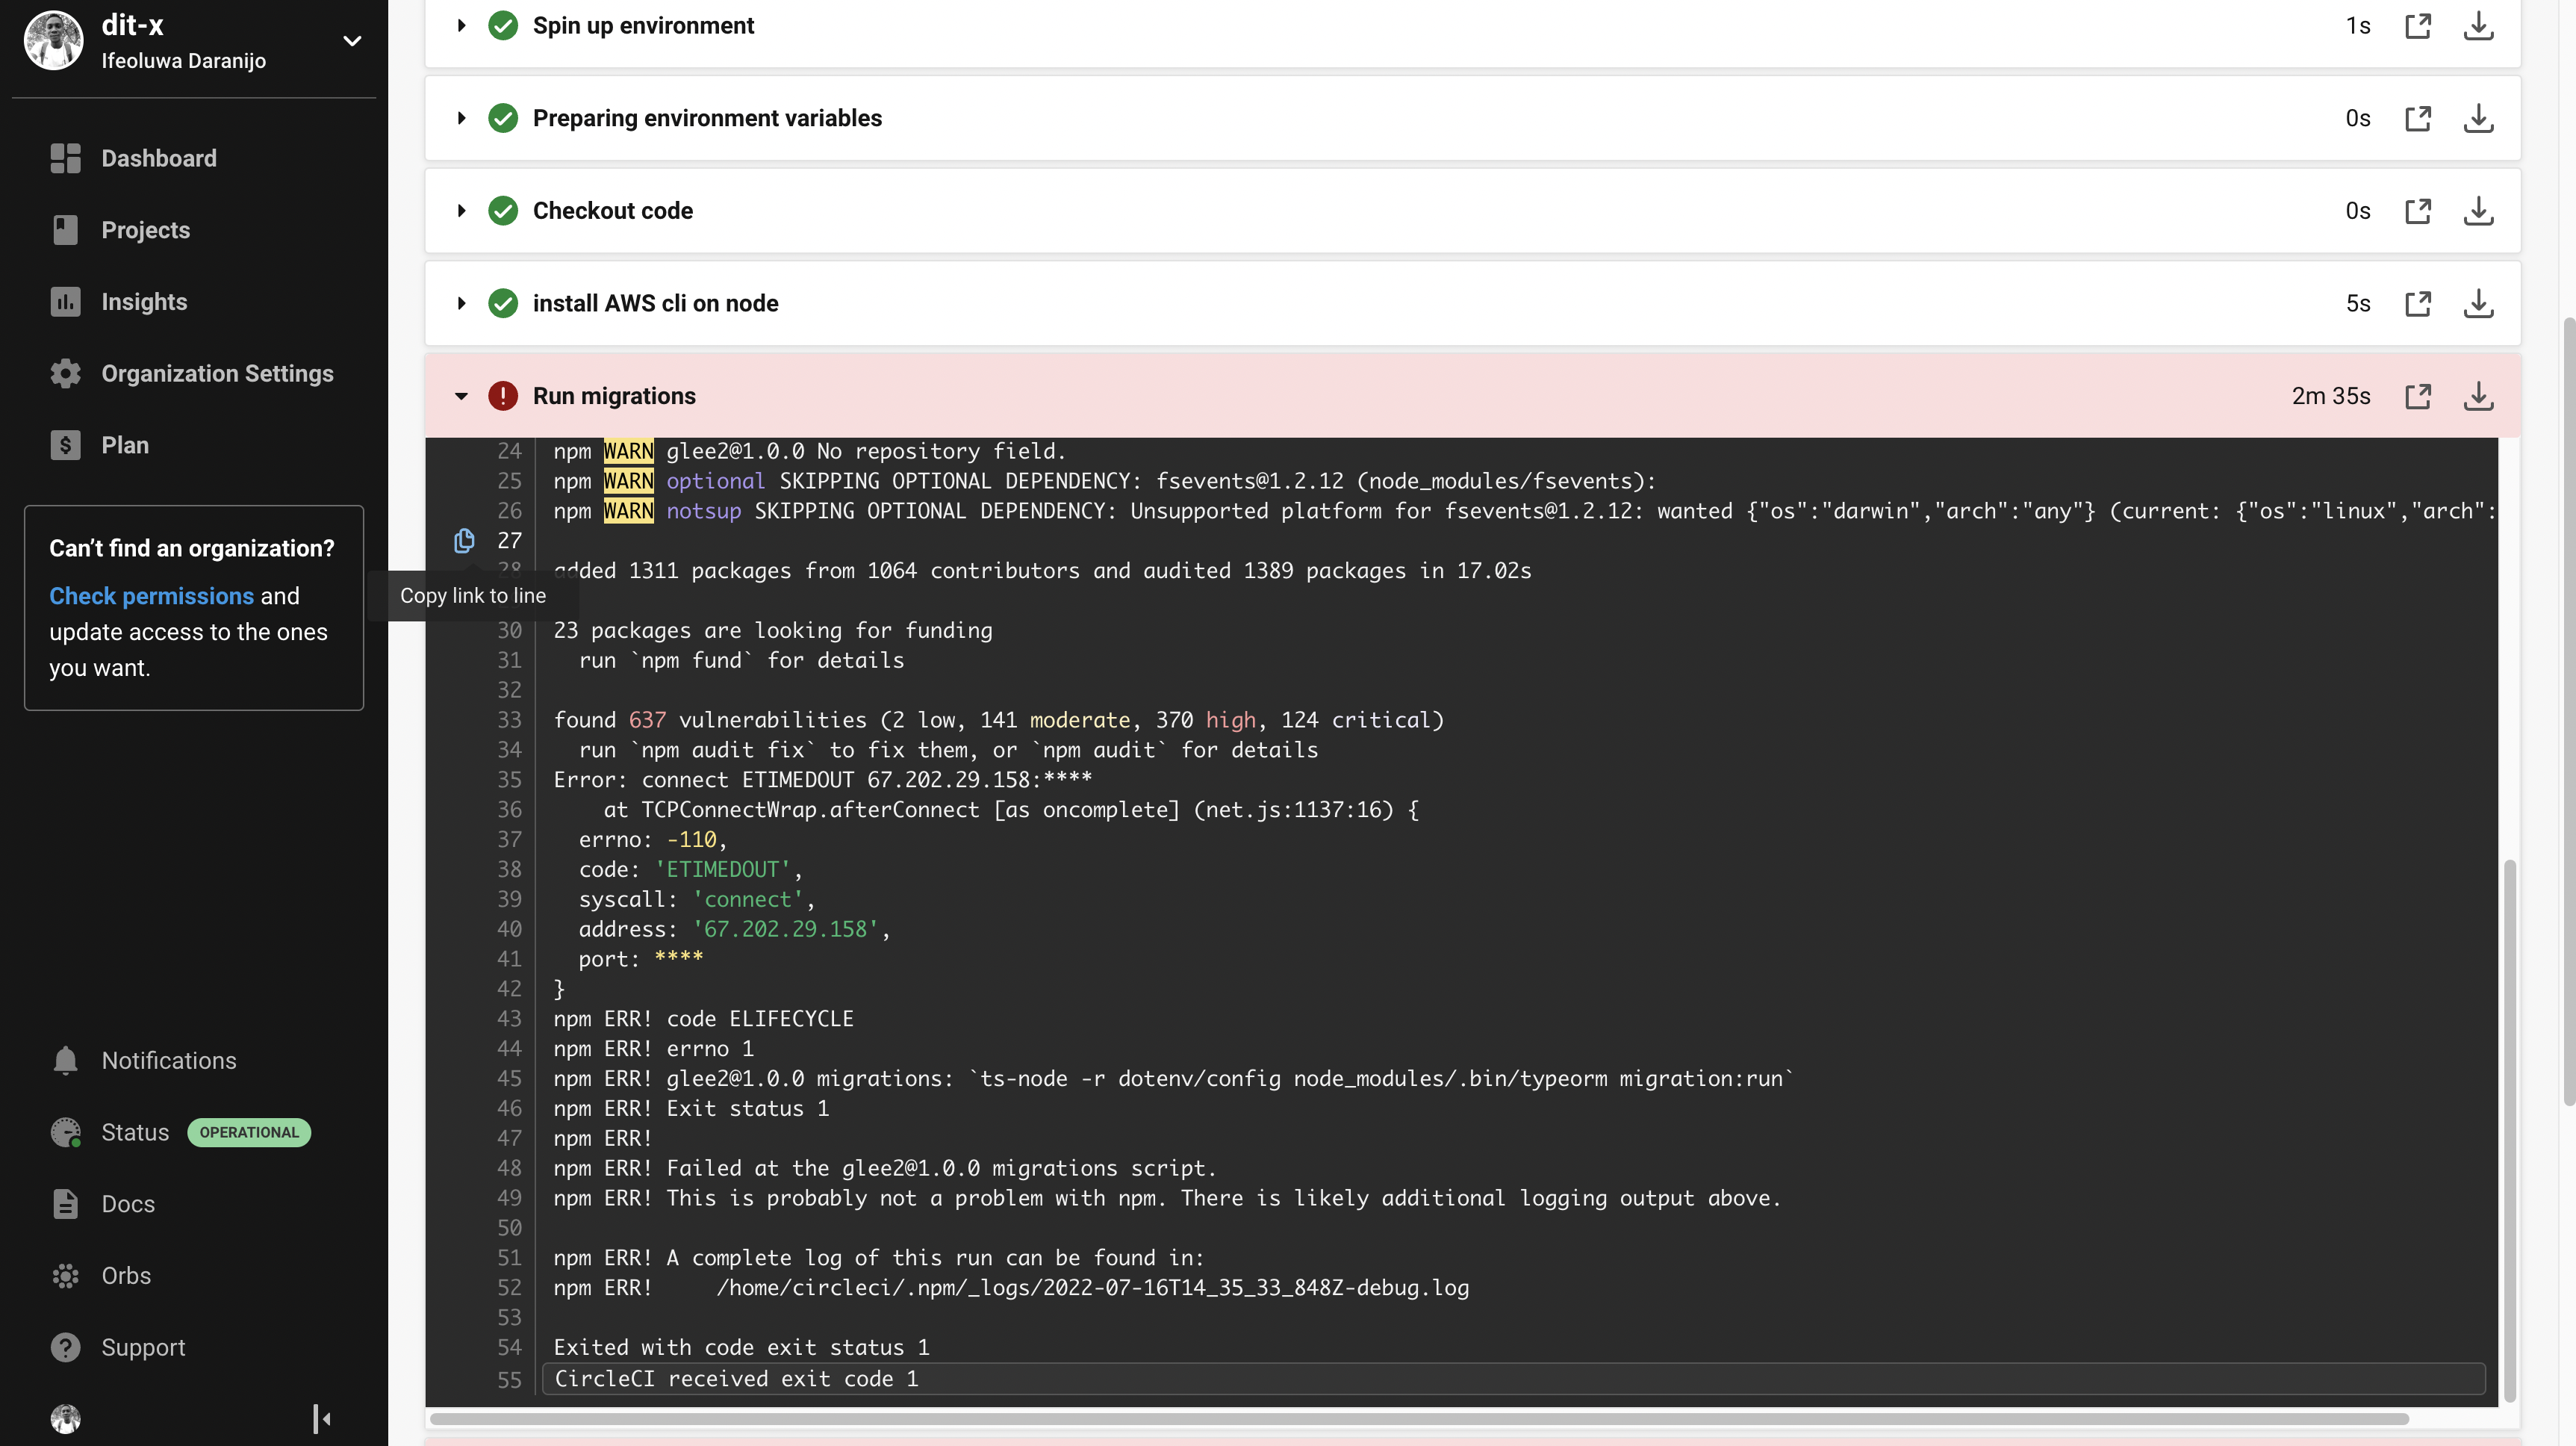 dit-x
Ifeoluwa Daranijo
Dashboard
Projects
Insights
Organization Settings
Plan
Can't find an organization?
Check permissions and
update access to the ones
you want.
Notifications
Status OPERATIONAL
Docs
Orbs
Support
Spin up environment 1s
Preparing environment variables 0s
Checkout code 0s
install AWS cli on node 5s
Run migrations 2m 35s
24 npm WARN glee2@1.0.0 No repository field.
25 npm WARN optional SKIPPING OPTIONAL DEPENDENCY: fsevents@1.2.12 (node_modules/fsevents):
26 npm WARN notsup SKIPPING OPTIONAL DEPENDENCY: Unsupported platform for fsevents@1.2.12: wanted {"os":"darwin","arch":"any"} (current: {"os":"linux","arch":
27
28 added 1311 packages from 1064 contributors and audited 1389 packages in 17.02s
Copy link to line
30 23 packages are looking for funding
31   run `npm fund` for details
32
33 found 637 vulnerabilities (2 low, 141 moderate, 370 high, 124 critical)
34   run `npm audit fix` to fix them, or `npm audit` for details
35 Error: connect ETIMEDOUT 67.202.29.158:****
36     at TCPConnectWrap.afterConnect [as oncomplete] (net.js:1137:16) {
37   errno: -110,
38   code: 'ETIMEDOUT',
39   syscall: 'connect',
40   address: '67.202.29.158',
41   port: ****
42 }
43 npm ERR! code ELIFECYCLE
44 npm ERR! errno 1
45 npm ERR! glee2@1.0.0 migrations: `ts-node -r dotenv/config node_modules/.bin/typeorm migration:run`
46 npm ERR! Exit status 1
47 npm ERR!
48 npm ERR! Failed at the glee2@1.0.0 migrations script.
49 npm ERR! This is probably not a problem with npm. There is likely additional logging output above.
50
51 npm ERR! A complete log of this run can be found in:
52 npm ERR!     /home/circleci/.npm/_logs/2022-07-16T14_35_33_848Z-debug.log
53
54 Exited with code exit status 1
55 CircleCI received exit code 1